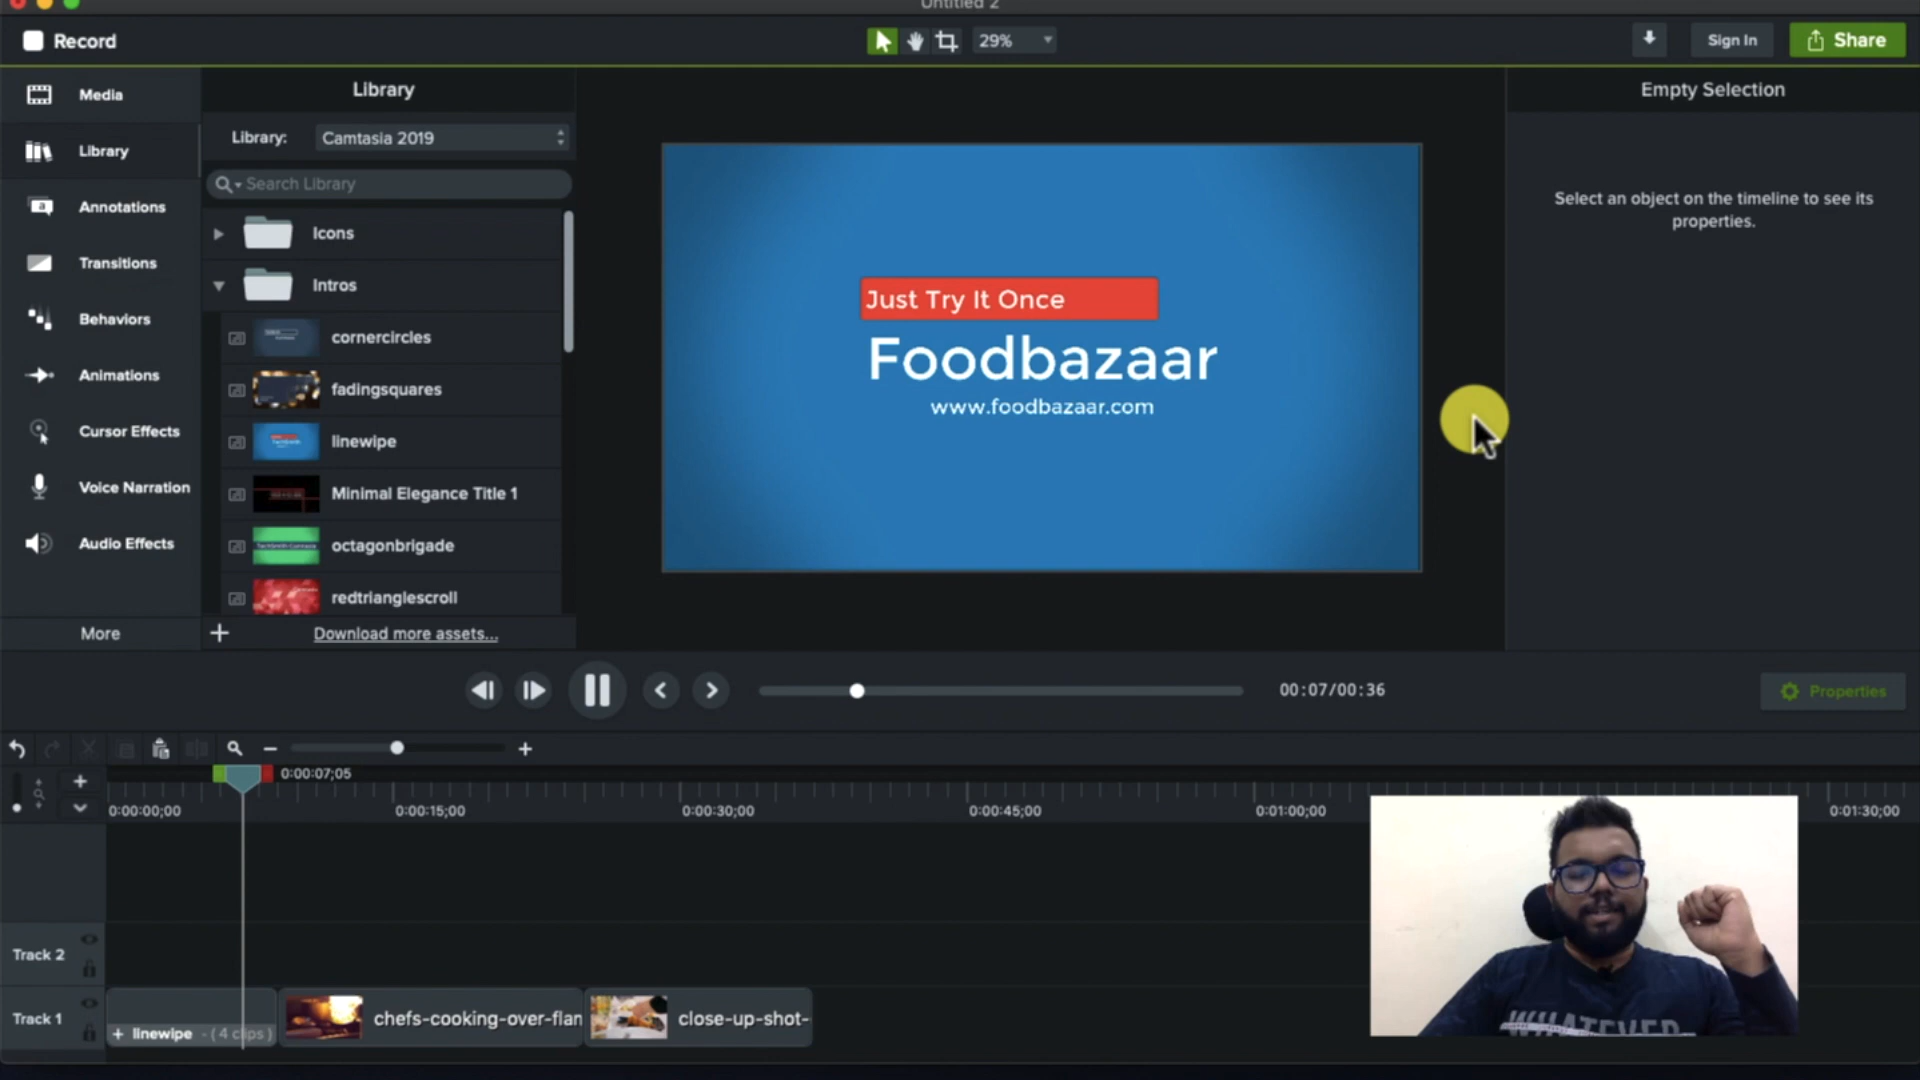 Untitled 2
Record
29%
Sign In
Share
Media
Library
Annotations
Transitions
Behaviors
Animations
Cursor Effects
Voice Narration
Audio Effects
More
Library
Library:
Camtasia 2019
Search Library
Icons
Intros
cornercircles
fadingsquares
linewipe
Minimal Elegance Title 1
octagonbrigade
redtrianglescroll
Download more assets...
Just Try It Once
Foodbazaar
www.foodbazaar.com
Empty Selection
Select an object on the timeline to see its
properties.
00:07/00:36
Properties
0:00:07;05
0:00:00;00
0:00:15;00
0:00:30;00
0:00:45;00
0:01:00;00
0:01:30;00
Track 2
Track 1
+ linewipe - ( 4 clips )
chefs-cooking-over-flan
close-up-shot-
WHATEVER